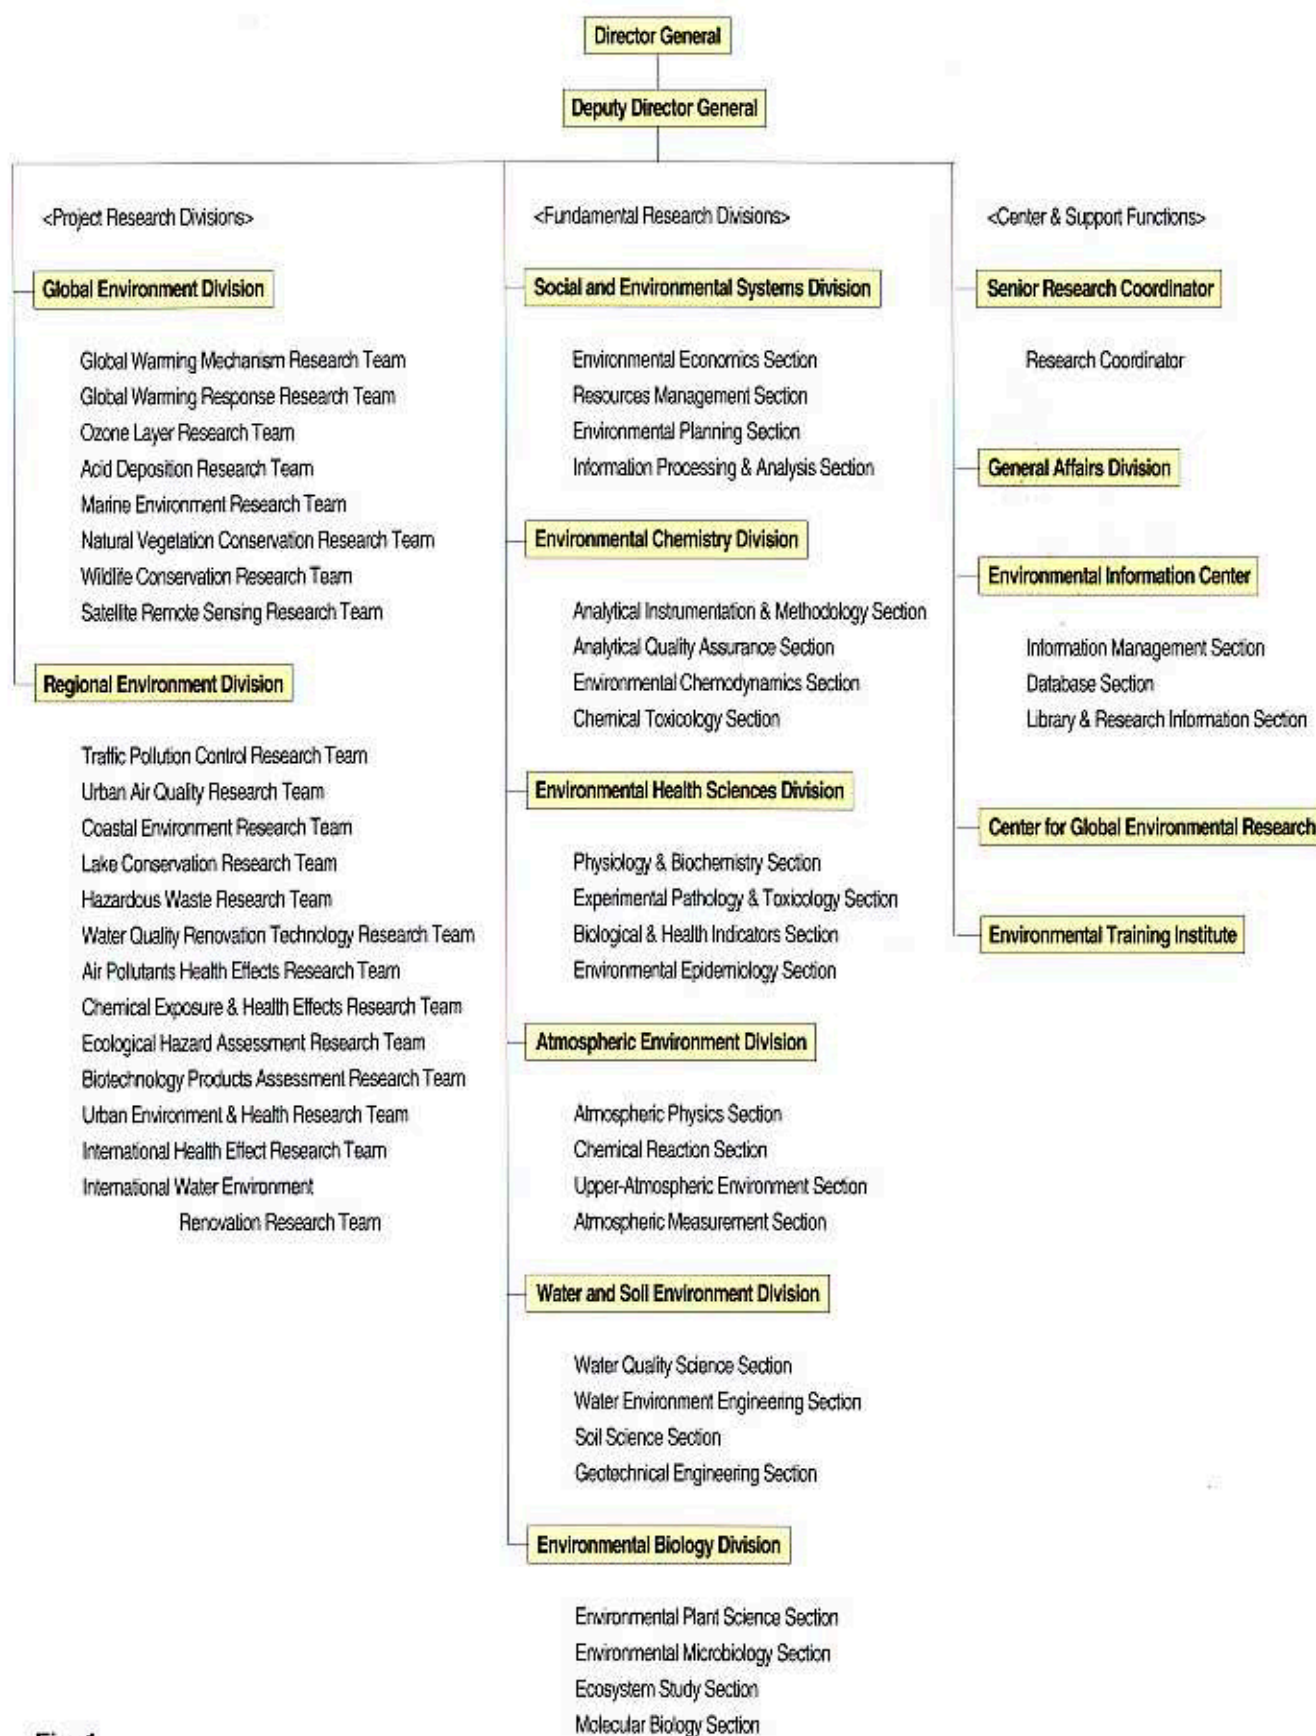 Director General
Deputy Director General
<Project Research Divisions>
Global Environment Division
Global Warming Mechanism Research Team
Global Warming Response Research Team
Ozone Layer Research Team
Acid Deposition Research Team
Marine Environment Research Team
Natural Vegetation Conservation Research Team
Wildlife Conservation Research Team
Satellite Remote Sensing Research Team
Regional Environment Division
Traffic Pollution Control Research Team
Urban Air Quality Research Team
Coastal Environment Research Team
Lake Conservation Research Team
Hazardous Waste Research Team
Water Quality Renovation Technology Research Team
Air Pollutants Health Effects Research Team
Chemical Exposure & Health Effects Research Team
Ecological Hazard Assessment Research Team
Biotechnology Products Assessment Research Team
Urban Environment & Health Research Team
International Health Effect Research Team
International Water Environment
Renovation Research Team
<Fundamental Research Divisions>
Social and Environmental Systems Division
Environmental Economics Section
Resources Management Section
Environmental Planning Section
Information Processing & Analysis Section
Environmental Chemistry Division
Analytical Instrumentation & Methodology Section
Analytical Quality Assurance Section
Environmental Chemodynamics Section
Chemical Toxicology Section
Environmental Health Sciences Division
Physiology & Biochemistry Section
Experimental Pathology & Toxicology Section
Biological & Health Indicators Section
Environmental Epidemiology Section
Atmospheric Environment Division
Atmospheric Physics Section
Chemical Reaction Section
Upper-Atmospheric Environment Section
Atmospheric Measurement Section
Water and Soil Environment Division
Water Quality Science Section
Water Environment Engineering Section
Soil Science Section
Geotechnical Engineering Section
Environmental Biology Division
Environmental Plant Science Section
Environmental Microbiology Section
Ecosystem Study Section
Molecular Biology Section
<Center & Support Functions>
Senior Research Coordinator
Research Coordinator
General Affairs Division
Environmental Information Center
Information Management Section
Database Section
Library & Research Information Section
Center for Global Environmental Research
Environmental Training Institute